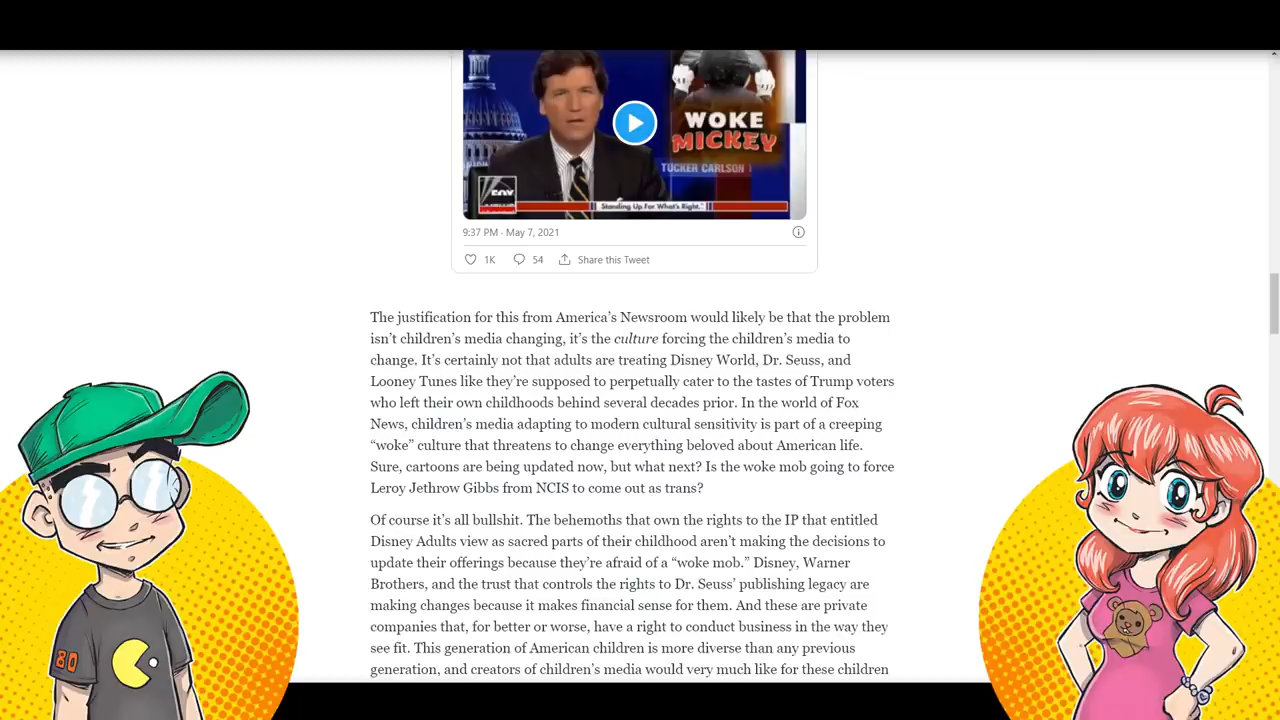 WOKE
MICKEY
TUCKER CARLSON
FOX
Standing Up For What's Right."
9:37 PM · May 7, 2021
1K 54 Share this Tweet
The justification for this from America's Newsroom would likely be that the problem
isn't children's media changing, it's the culture forcing the children's media to
change. It's certainly not that adults are treating Disney World, Dr. Seuss, and
Looney Tunes like they're supposed to perpetually cater to the tastes of Trump voters
who left their own childhoods behind several decades prior. In the world of Fox
News, children's media adapting to modern cultural sensitivity is part of a creeping
“woke” culture that threatens to change everything beloved about American life.
Sure, cartoons are being updated now, but what next? Is the woke mob going to force
Leroy Jethrow Gibbs from NCIS to come out as trans?
Of course it's all bullshit. The behemoths that own the rights to the IP that entitled
Disney Adults view as sacred parts of their childhood aren't making the decisions to
update their offerings because they're afraid of a “woke mob.” Disney, Warner
Brothers, and the trust that controls the rights to Dr. Seuss' publishing legacy are
making changes because it makes financial sense for them. And these are private
companies that, for better or worse, have a right to conduct business in the way they
see fit. This generation of American children is more diverse than any previous
generation, and creators of children's media would very much like for these children
80